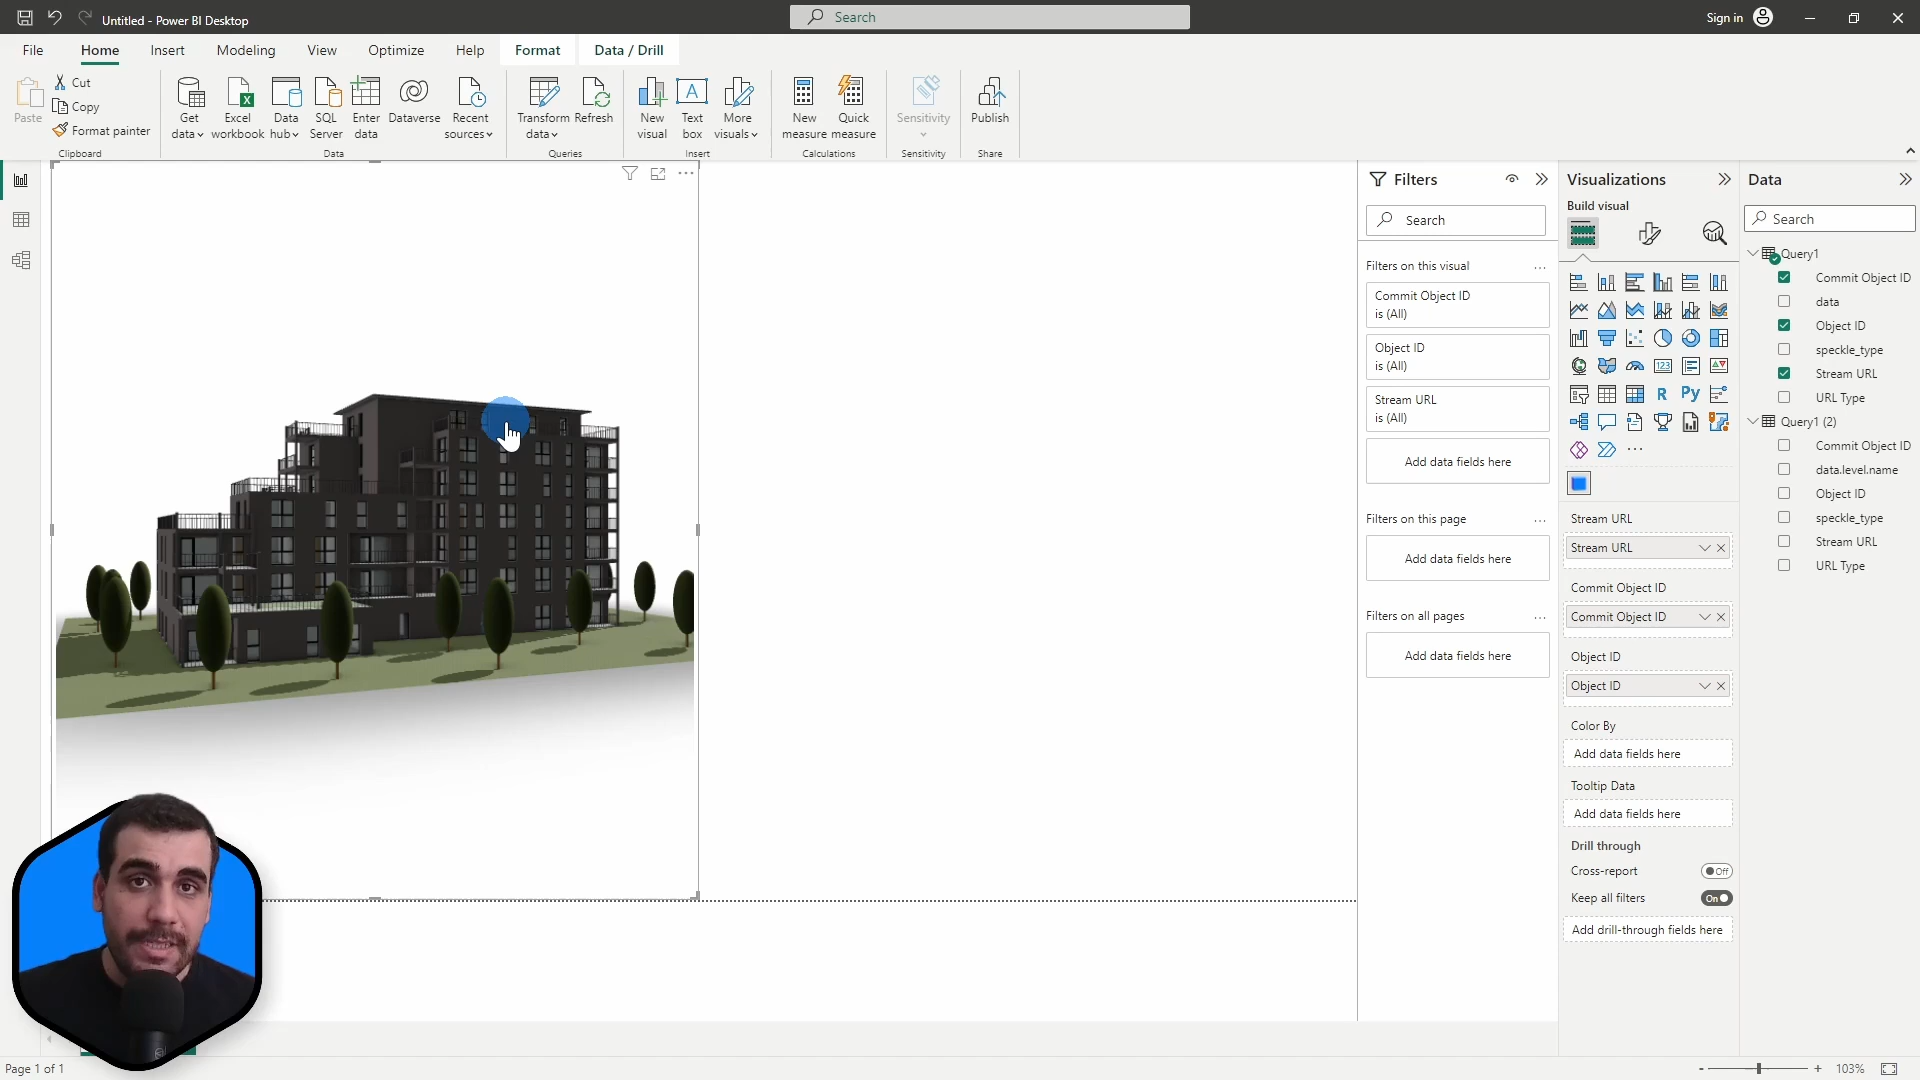 Untitled - Power BI Desktop
Search
Sign in
File
Home
Insert
Modeling
View
Optimize
Help
Format
Data / Drill
Paste
Cut
Copy
Format painter
Clipboard
Get data
Excel workbook
Data hub
SQL Server
Enter data
Dataverse
Recent sources
Data
Transform data
Refresh
Queries
New visual
Text box
More visuals
Insert
New measure
Quick measure
Calculations
Sensitivity
Sensitivity
Publish
Share
Filters
Search
Filters on this visual
Commit Object ID
is (All)
Object ID
is (All)
Stream URL
is (All)
Add data fields here
Filters on this page
Add data fields here
Filters on all pages
Add data fields here
Visualizations
Build visual
123
R
Py
Stream URL
Stream URL
Commit Object ID
Commit Object ID
Object ID
Object ID
Color By
Add data fields here
Tooltip Data
Add data fields here
Drill through
Cross-report
Off
Keep all filters
On
Add drill-through fields here
Data
Search
Query1
Commit Object ID
data
Object ID
speckle_type
Stream URL
URL Type
Query1 (2)
Commit Object ID
data.level.name
Object ID
speckle_type
Stream URL
URL Type
Page 1 of 1
- + 103%